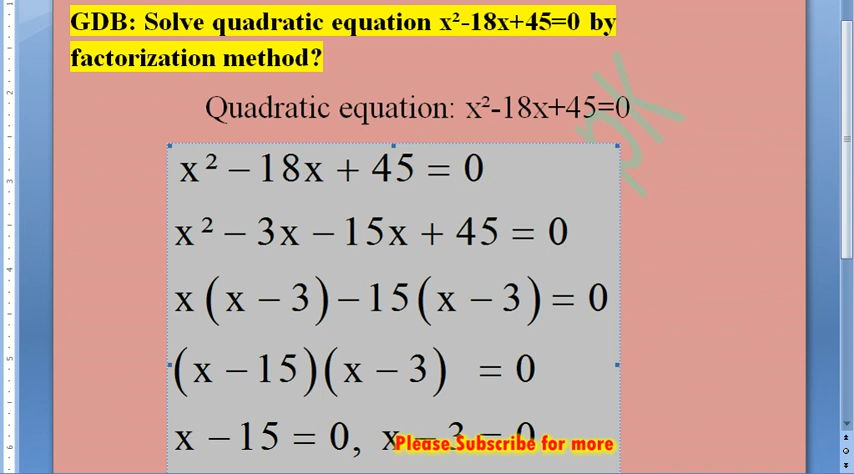 GDB: Solve quadratic equation x²-18x+45=0 by
factorization method?
Quadratic equation: x²-18x+45=0
x² − 18x + 45 = 0
x² − 3x − 15x + 45 = 0
x(x − 3) − 15(x − 3) = 0
(x − 15)(x − 3) = 0
x − 15 = 0, x − 3 = 0
Please Subscribe for more